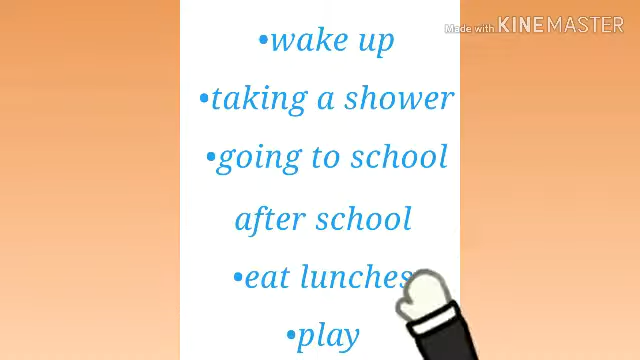 Made with KINEMASTER
•wake up
•taking a shower
•going to school
after school
•eat lunches
•play